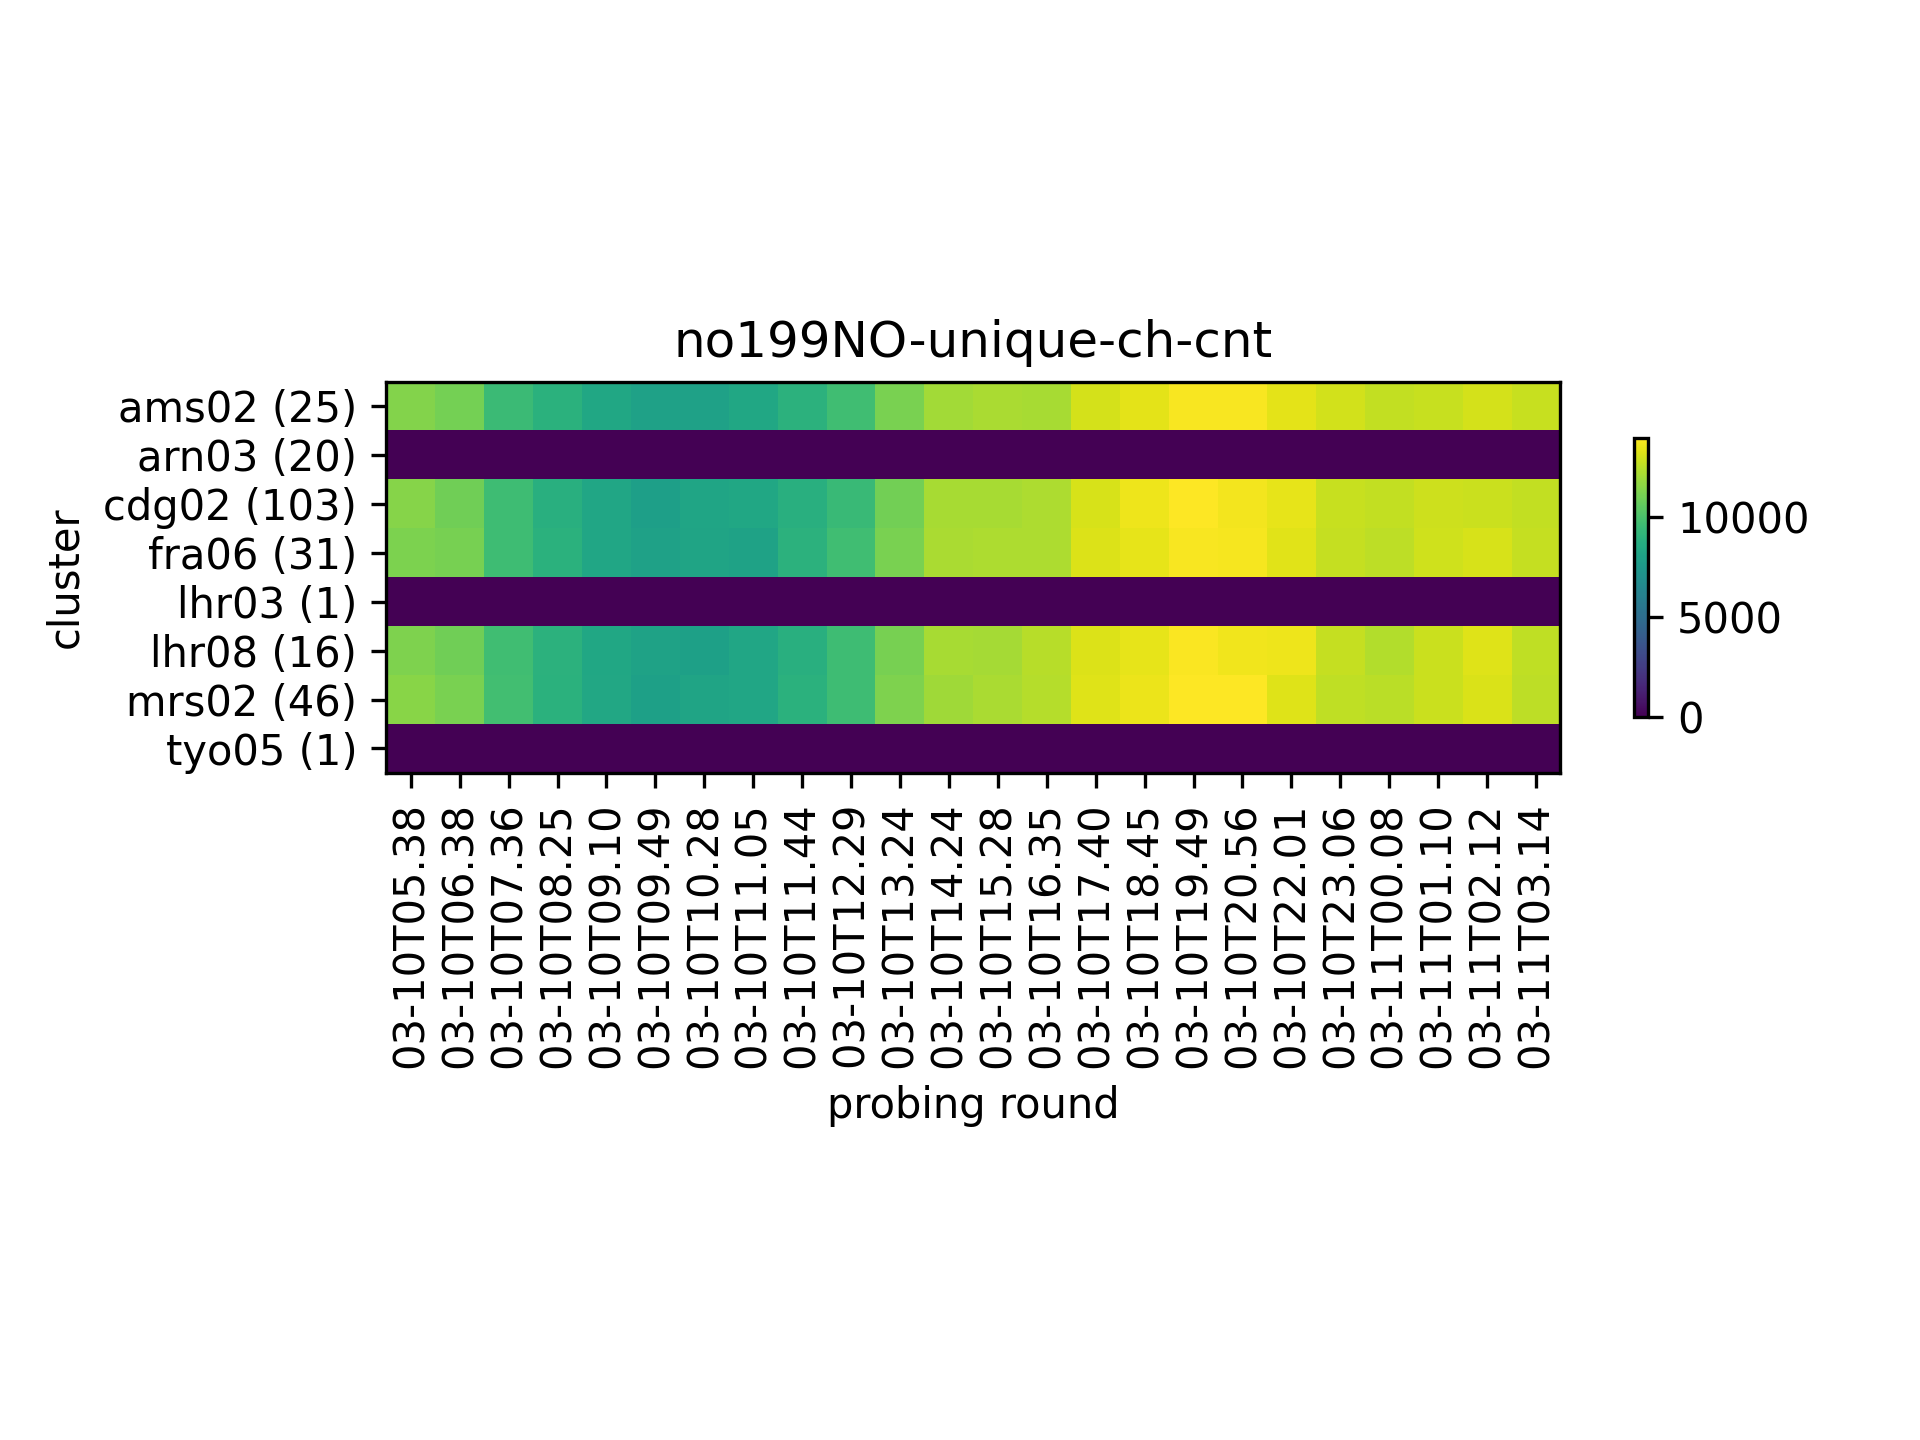 no199NO-unique-ch-cnt
cluster
ams02 (25)
arn03 (20)
cdg02 (103)
fra06 (31)
lhr03 (1)
lhr08 (16)
mrs02 (46)
tyo05 (1)
10000
5000
0
03-10T05.38
03-10T06.38
03-10T07.36
03-10T08.25
03-10T09.10
03-10T09.49
03-10T10.28
03-10T11.05
03-10T11.44
03-10T12.29
03-10T13.24
03-10T14.24
03-10T15.28
03-10T16.35
03-10T17.40
03-10T18.45
03-10T19.49
03-10T20.56
03-10T22.01
03-10T23.06
03-11T00.08
03-11T01.10
03-11T02.12
03-11T03.14
probing round